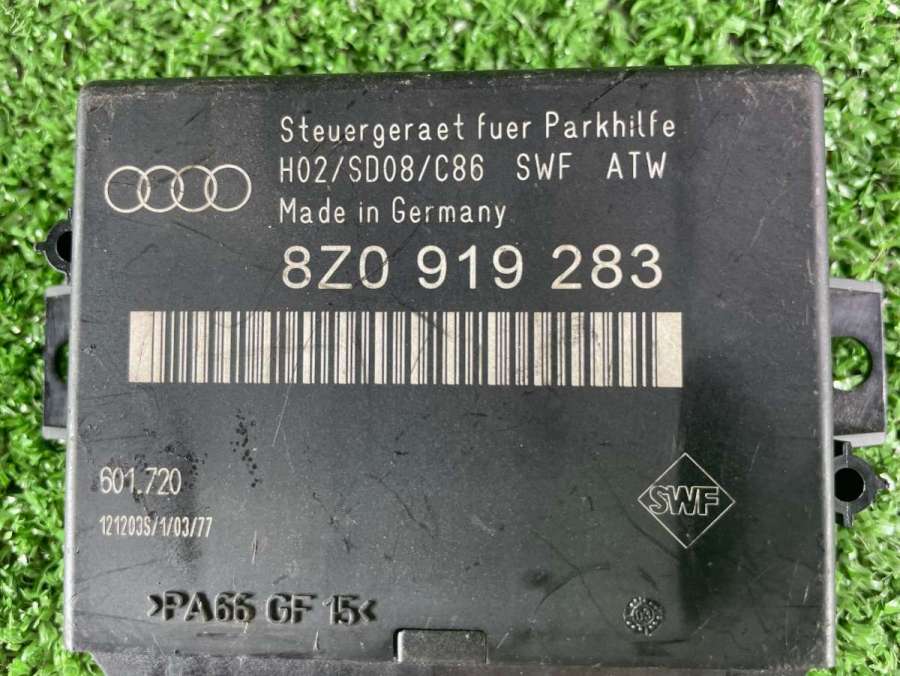 Steuergeraet fuer Parkhilfe
H02/SD08/C86 SWF ATW
Made in Germany
8Z0 919 283
601.720
121203S/1/03/77
SWF
>PA66 GF 15<